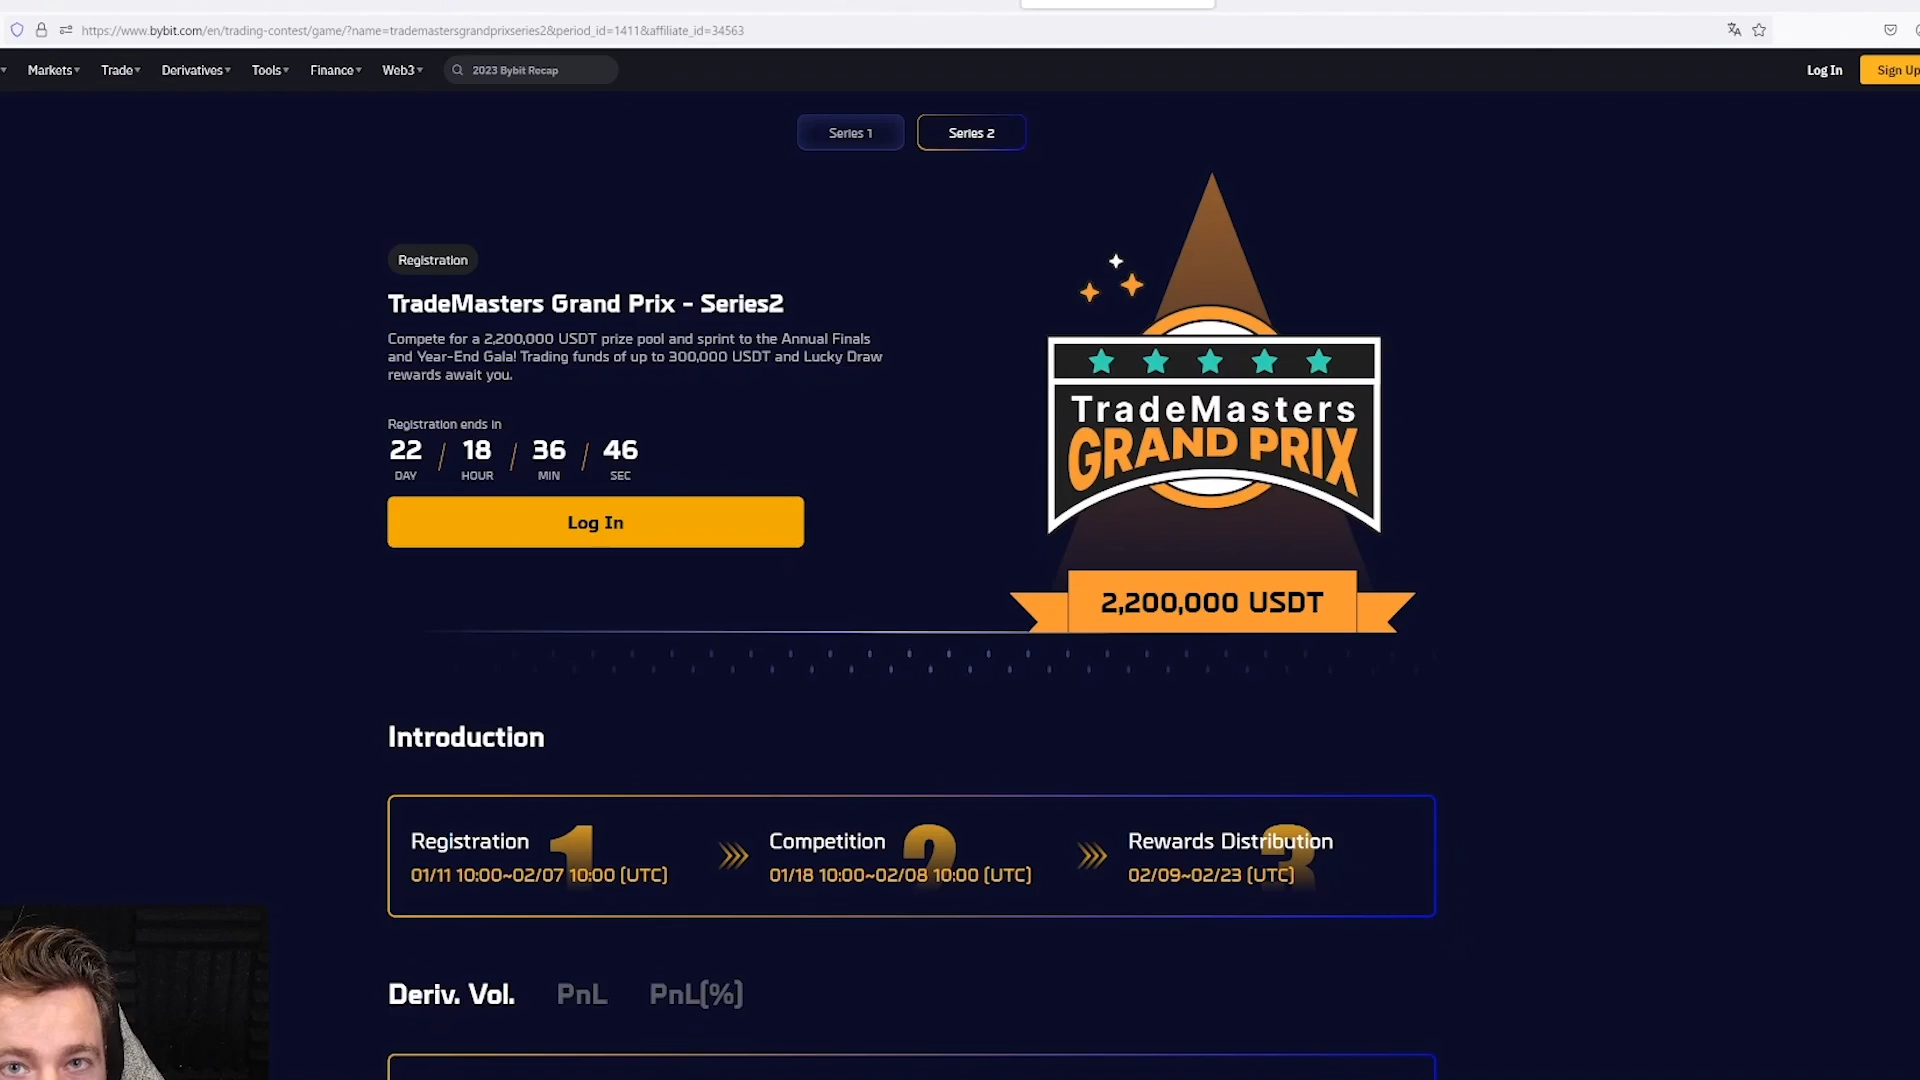 https://www.bybit.com/en/trading-contest/game/?name=trademastersgrandprixseries2&period_id=1411&affiliate_id=34563
Markets Trade Derivatives Tools Finance Web3 2023 Bybit Recap Log In Sign Up
Series 1 Series 2
Registration
TradeMasters Grand Prix - Series2
Compete for a 2,200,000 USDT prize pool and sprint to the Annual Finals
and Year-End Gala! Trading funds of up to 300,000 USDT and Lucky Draw
rewards await you.
Registration ends in
22 / 18 / 36 / 46
DAY HOUR MIN SEC
Log In
TradeMasters
GRAND PRIX
2,200,000 USDT
Introduction
Registration 1
01/11 10:00~02/07 10:00 (UTC)
Competition 2
01/18 10:00~02/08 10:00 (UTC)
Rewards Distribution 3
02/09~02/23 (UTC)
Deriv. Vol. PnL PnL(%)